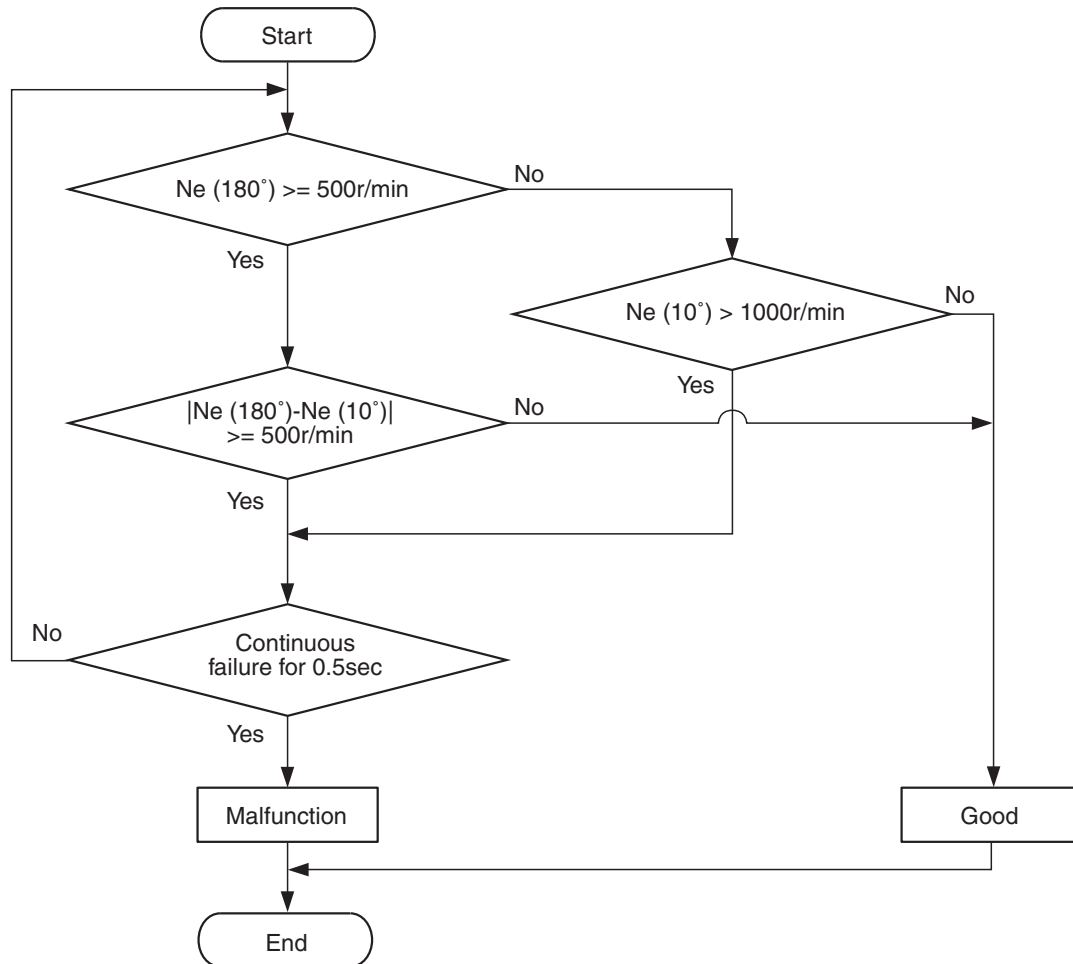 Start
Ne (180˚) >= 500r/min
No
Yes
Ne (10˚) > 1000r/min
No
Yes
|Ne (180˚)-Ne (10˚)|
>= 500r/min
No
Yes
Continuous
failure for 0.5sec
No
Yes
Malfunction
Good
End